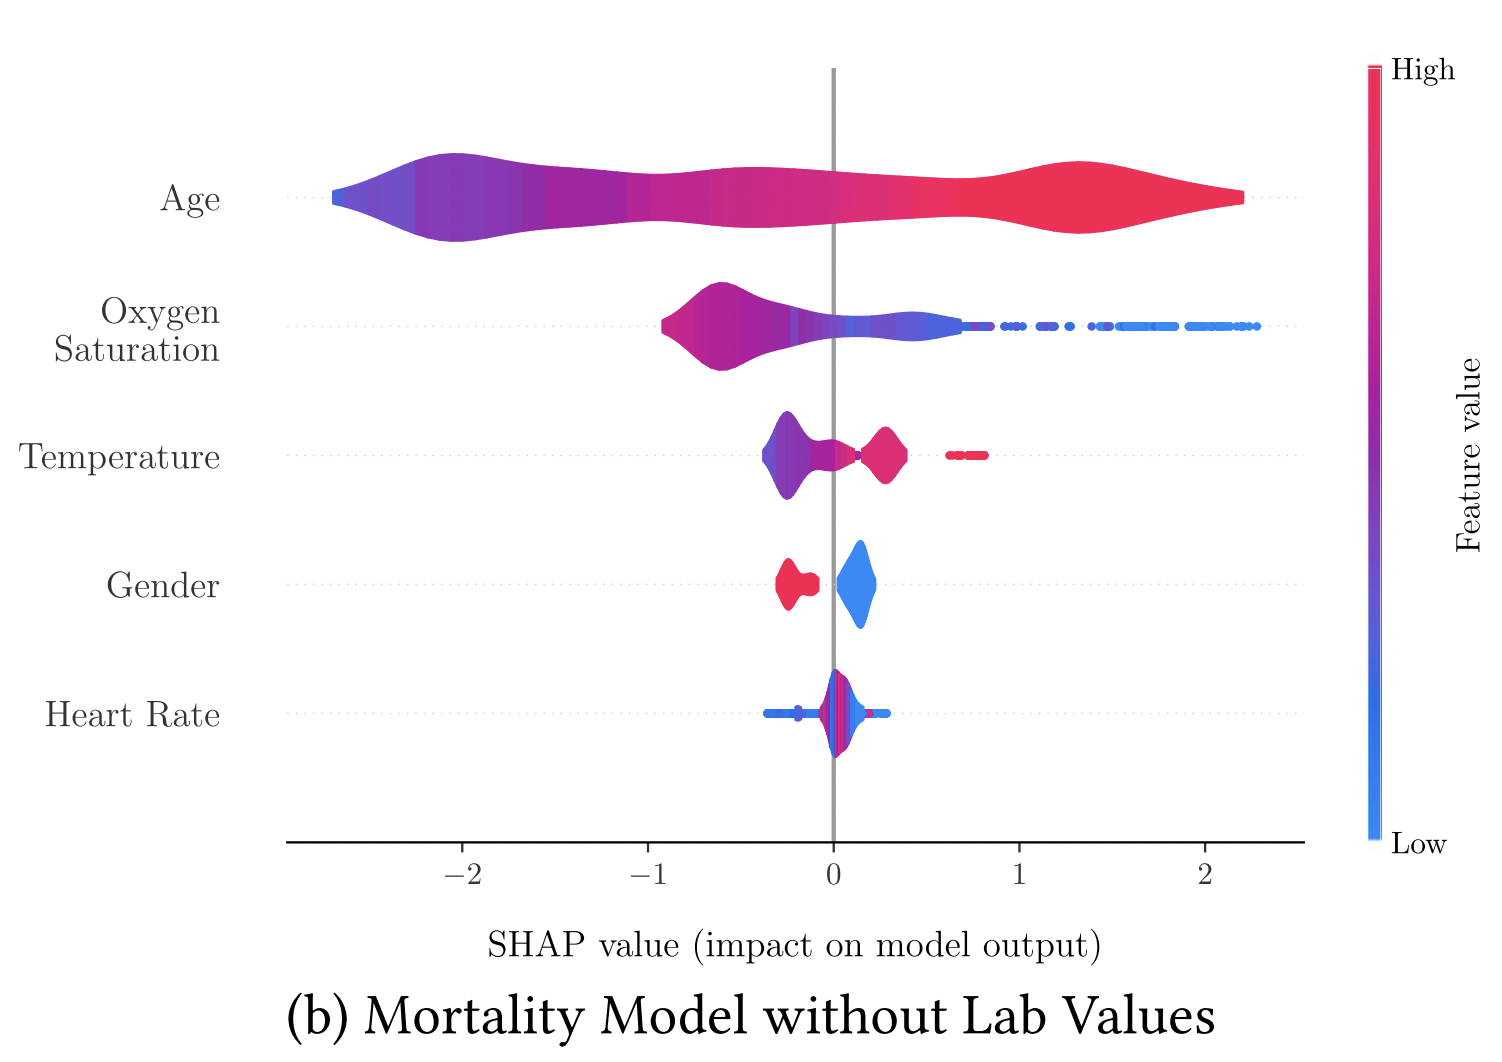 High
Age
Oxygen
Saturation
Temperature
Gender
Heart Rate
Feature value
Low
−2 −1 0 1 2
SHAP value (impact on model output)
(b) Mortality Model without Lab Values